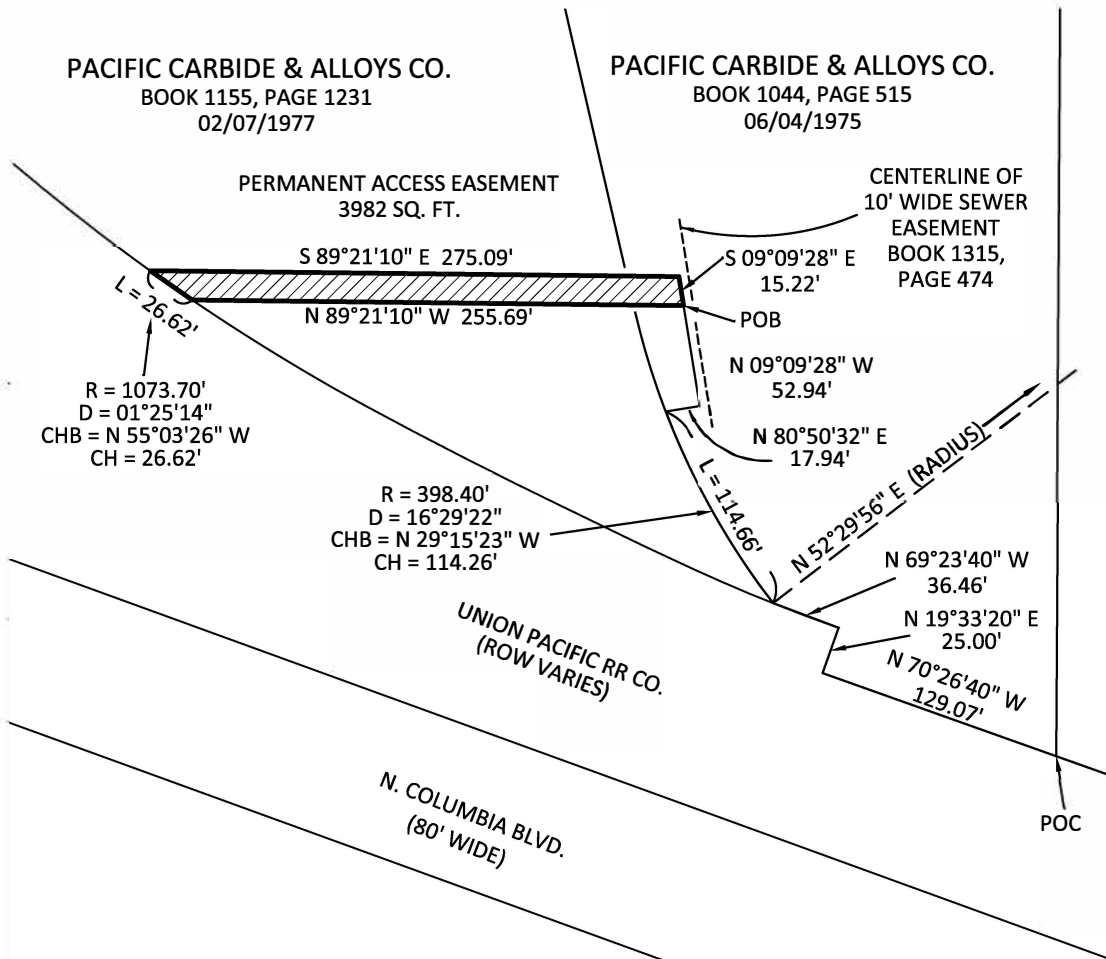 PACIFIC CARBIDE & ALLOYS CO.
BOOK 1155, PAGE 1231
02/07/1977
PACIFIC CARBIDE & ALLOYS CO.
BOOK 1044, PAGE 515
06/04/1975
PERMANENT ACCESS EASEMENT
3982 SQ. FT.
CENTERLINE OF
10' WIDE SEWER
EASEMENT
BOOK 1315,
PAGE 474
S 89°21'10" E 275.09'
S 09°09'28" E
15.22'
L = 26.62'
N 89°21'10" W 255.69'
POB
R = 1073.70'
D = 01°25'14"
CHB = N 55°03'26" W
CH = 26.62'
N 09°09'28" W
52.94'
N 80°50'32" E
17.94'
L = 114.66'
N 52°29'56" E (RADIUS)
R = 398.40'
D = 16°29'22"
CHB = N 29°15'23" W
CH = 114.26'
N 69°23'40" W
36.46'
N 19°33'20" E
25.00'
N 70°26'40" W
129.07'
UNION PACIFIC RR CO.
(ROW VARIES)
N. COLUMBIA BLVD.
(80' WIDE)
POC